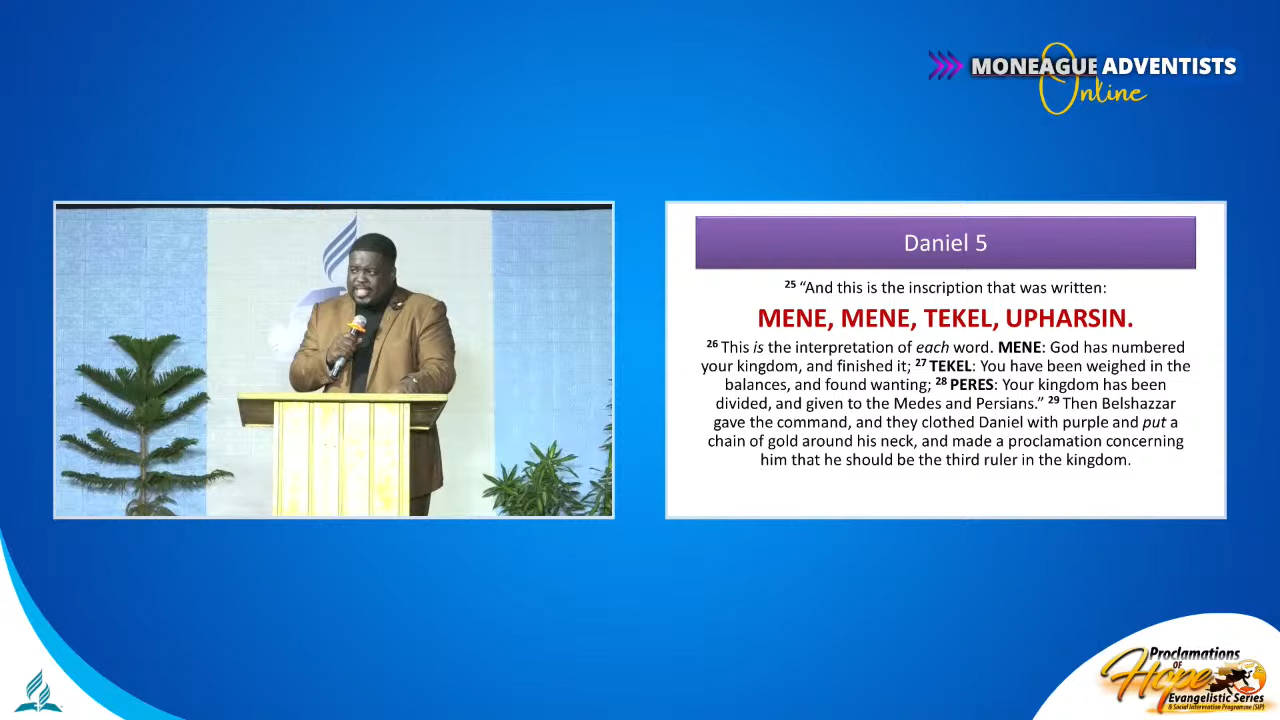 MONEAGUE ADVENTISTS
Online
Daniel 5
25 “And this is the inscription that was written:
MENE, MENE, TEKEL, UPHARSIN.
26 This is the interpretation of each word. MENE: God has numbered
your kingdom, and finished it; 27 TEKEL: You have been weighed in the
balances, and found wanting; 28 PERES: Your kingdom has been
divided, and given to the Medes and Persians.” 29 Then Belshazzar
gave the command, and they clothed Daniel with purple and put a
chain of gold around his neck, and made a proclamation concerning
him that he should be the third ruler in the kingdom.
Proclamations
OF
Hope
Evangelistic Series
& Social Intervention Programme (SIP)